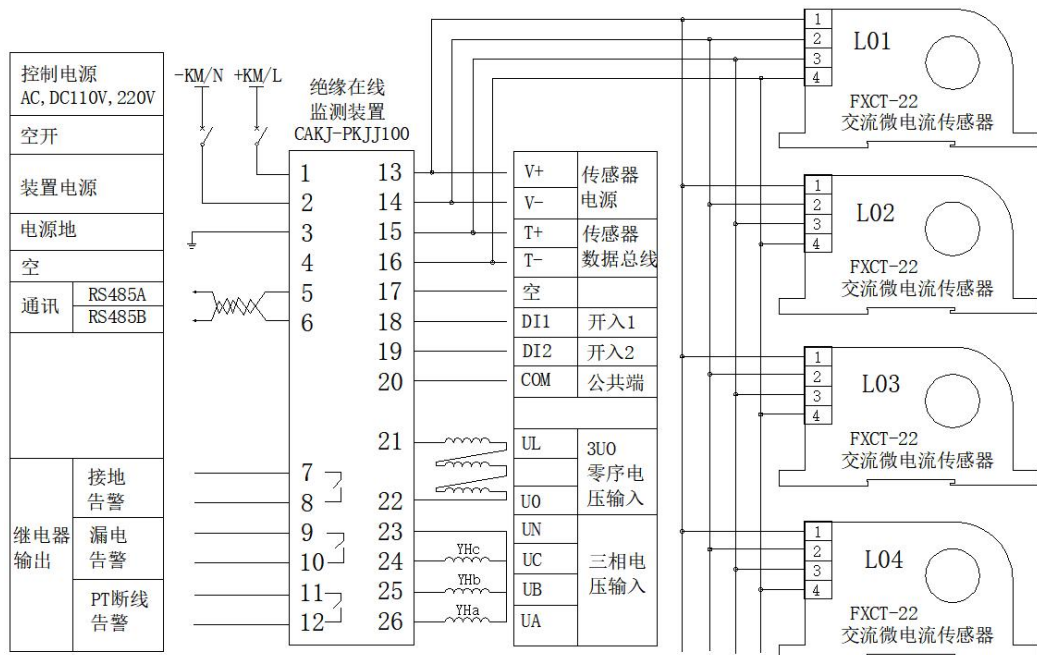 控制电源
AC,DC110V,220V
空开
装置电源
电源地
空
通讯
RS485A
RS485B
继电器
输出
接地
告警
漏电
告警
PT断线
告警
-KM/N
+KM/L
绝缘在线
监测装置
CAKJ-PKJJ100
1
2
3
4
5
6
7
8
9
10
11
12
13
14
15
16
17
18
19
20
21
22
23
24
25
26
YHc
YHb
YHa
V+
V-
传感器
电源
T+
T-
传感器
数据总线
空
DI1
开入1
DI2
开入2
COM
公共端
UL
U0
3U0
零序电
压输入
UN
UC
UB
UA
三相电
压输入
1
2
3
4
L01
FXCT-22
交流微电流传感器
1
2
3
4
L02
FXCT-22
交流微电流传感器
1
2
3
4
L03
FXCT-22
交流微电流传感器
1
2
3
4
L04
FXCT-22
交流微电流传感器